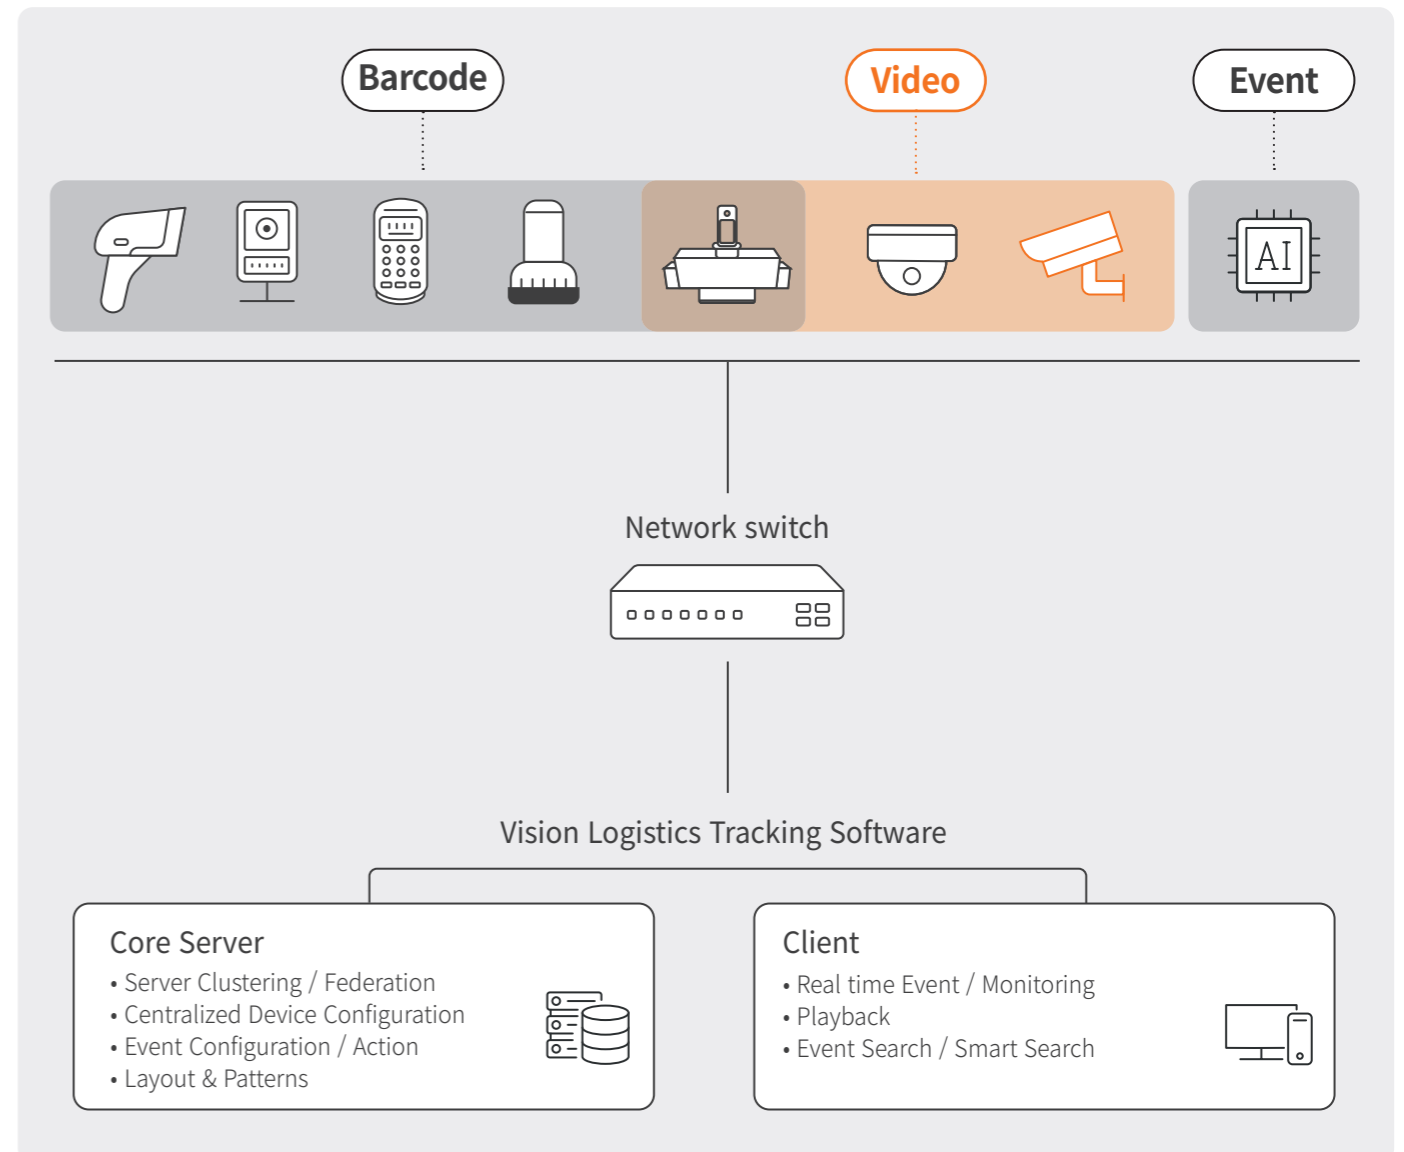 Barcode
Video
Event
AI
Network switch
Vision Logistics Tracking Software
Core Server
• Server Clustering / Federation
• Centralized Device Configuration
• Event Configuration / Action
• Layout & Patterns
Client
• Real time Event / Monitoring
• Playback
• Event Search / Smart Search